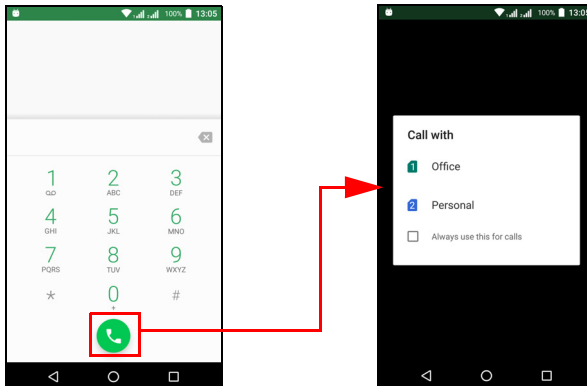 100% 13:05
1 2 3
ABC DEF
4 5 6
GHI JKL MNO
7 8 9
PQRS TUV WXYZ
* 0 #
+
100% 13:05
Call with
1 Office
2 Personal
Always use this for calls